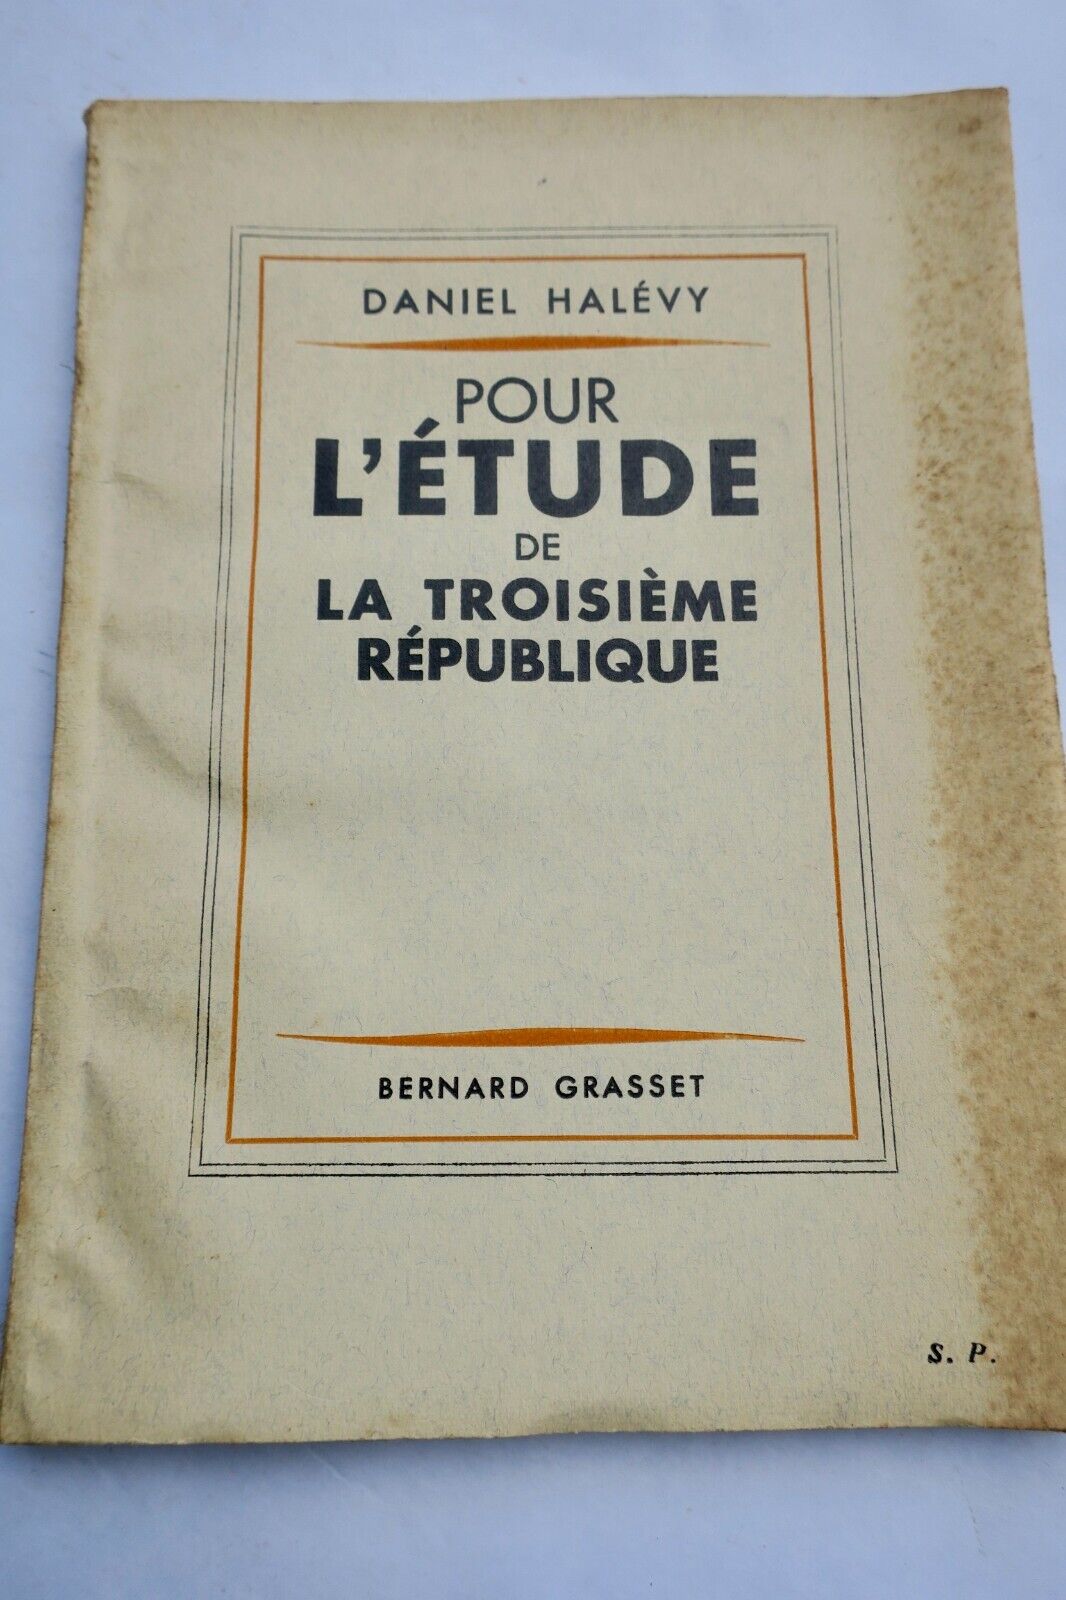 DANIEL HALÉVY
POUR
L'ÉTUDE
DE
LA TROISIÈME
RÉPUBLIQUE
BERNARD GRASSET
S. P.